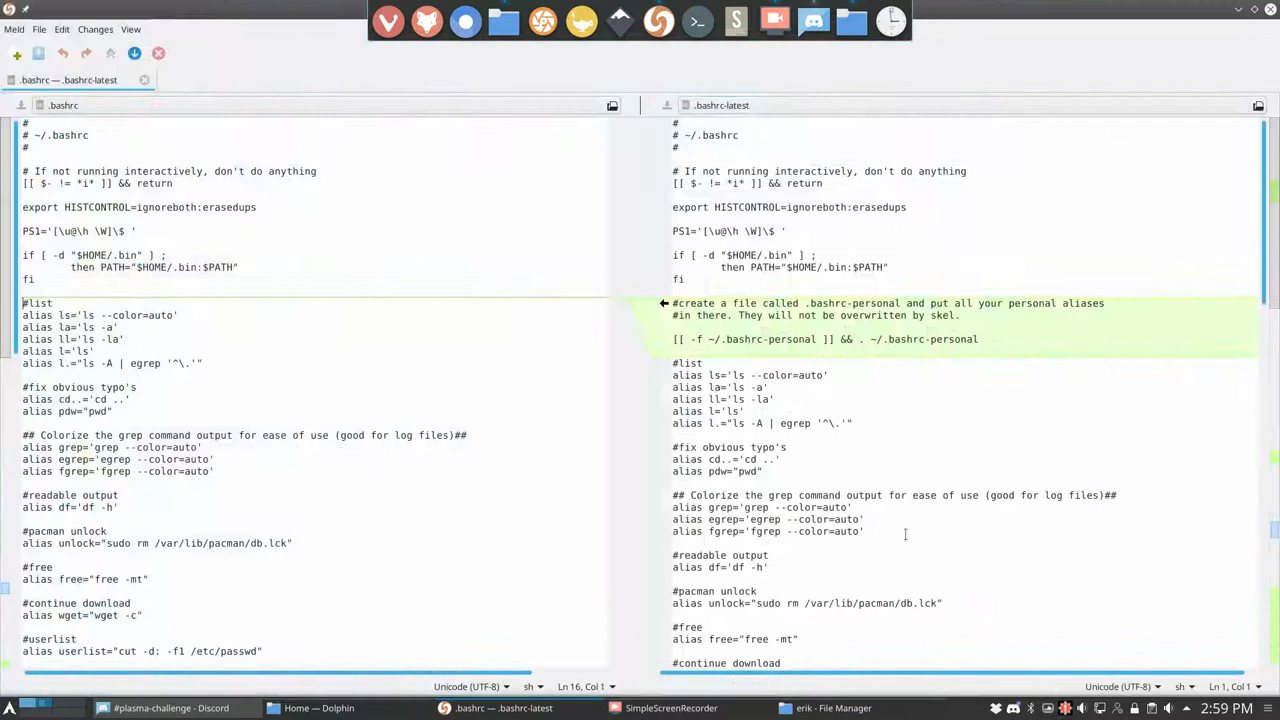 Meld File Edit Changes View
.bashrc — .bashrc-latest
.bashrc
#
# ~/.bashrc
#
# If not running interactively, don't do anything
[[ $- != *i* ]] && return
export HISTCONTROL=ignoreboth:erasedups
PS1='[\u@\h \W]\$ '
if [ -d "$HOME/.bin" ] ;
then PATH="$HOME/.bin:$PATH"
fi
#list
alias ls='ls --color=auto'
alias la='ls -a'
alias ll='ls -la'
alias l='ls'
alias l.="ls -A | egrep '^\.'"
#fix obvious typo's
alias cd..='cd ..'
alias pdw="pwd"
## Colorize the grep command output for ease of use (good for log files)##
alias grep='grep --color=auto'
alias egrep='egrep --color=auto'
alias fgrep='fgrep --color=auto'
#readable output
alias df='df -h'
#pacman unlock
alias unlock="sudo rm /var/lib/pacman/db.lck"
#free
alias free="free -mt"
#continue download
alias wget="wget -c"
#userlist
alias userlist="cut -d: -f1 /etc/passwd"
Unicode (UTF-8) sh Ln 16, Col 1
.bashrc-latest
#
# ~/.bashrc
#
# If not running interactively, don't do anything
[[ $- != *i* ]] && return
export HISTCONTROL=ignoreboth:erasedups
PS1='[\u@\h \W]\$ '
if [ -d "$HOME/.bin" ] ;
then PATH="$HOME/.bin:$PATH"
fi
#create a file called .bashrc-personal and put all your personal aliases
#in there. They will not be overwritten by skel.
[[ -f ~/.bashrc-personal ]] && . ~/.bashrc-personal
#list
alias ls='ls --color=auto'
alias la='ls -a'
alias ll='ls -la'
alias l='ls'
alias l.="ls -A | egrep '^\.'"
#fix obvious typo's
alias cd..='cd ..'
alias pdw="pwd"
## Colorize the grep command output for ease of use (good for log files)##
alias grep='grep --color=auto'
alias egrep='egrep --color=auto'
alias fgrep='fgrep --color=auto'
#readable output
alias df='df -h'
#pacman unlock
alias unlock="sudo rm /var/lib/pacman/db.lck"
#free
alias free="free -mt"
#continue download
Unicode (UTF-8) sh Ln 1, Col 1
#plasma-challenge - Discord Home — Dolphin .bashrc — .bashrc-latest SimpleScreenRecorder erik - File Manager 2:59 PM